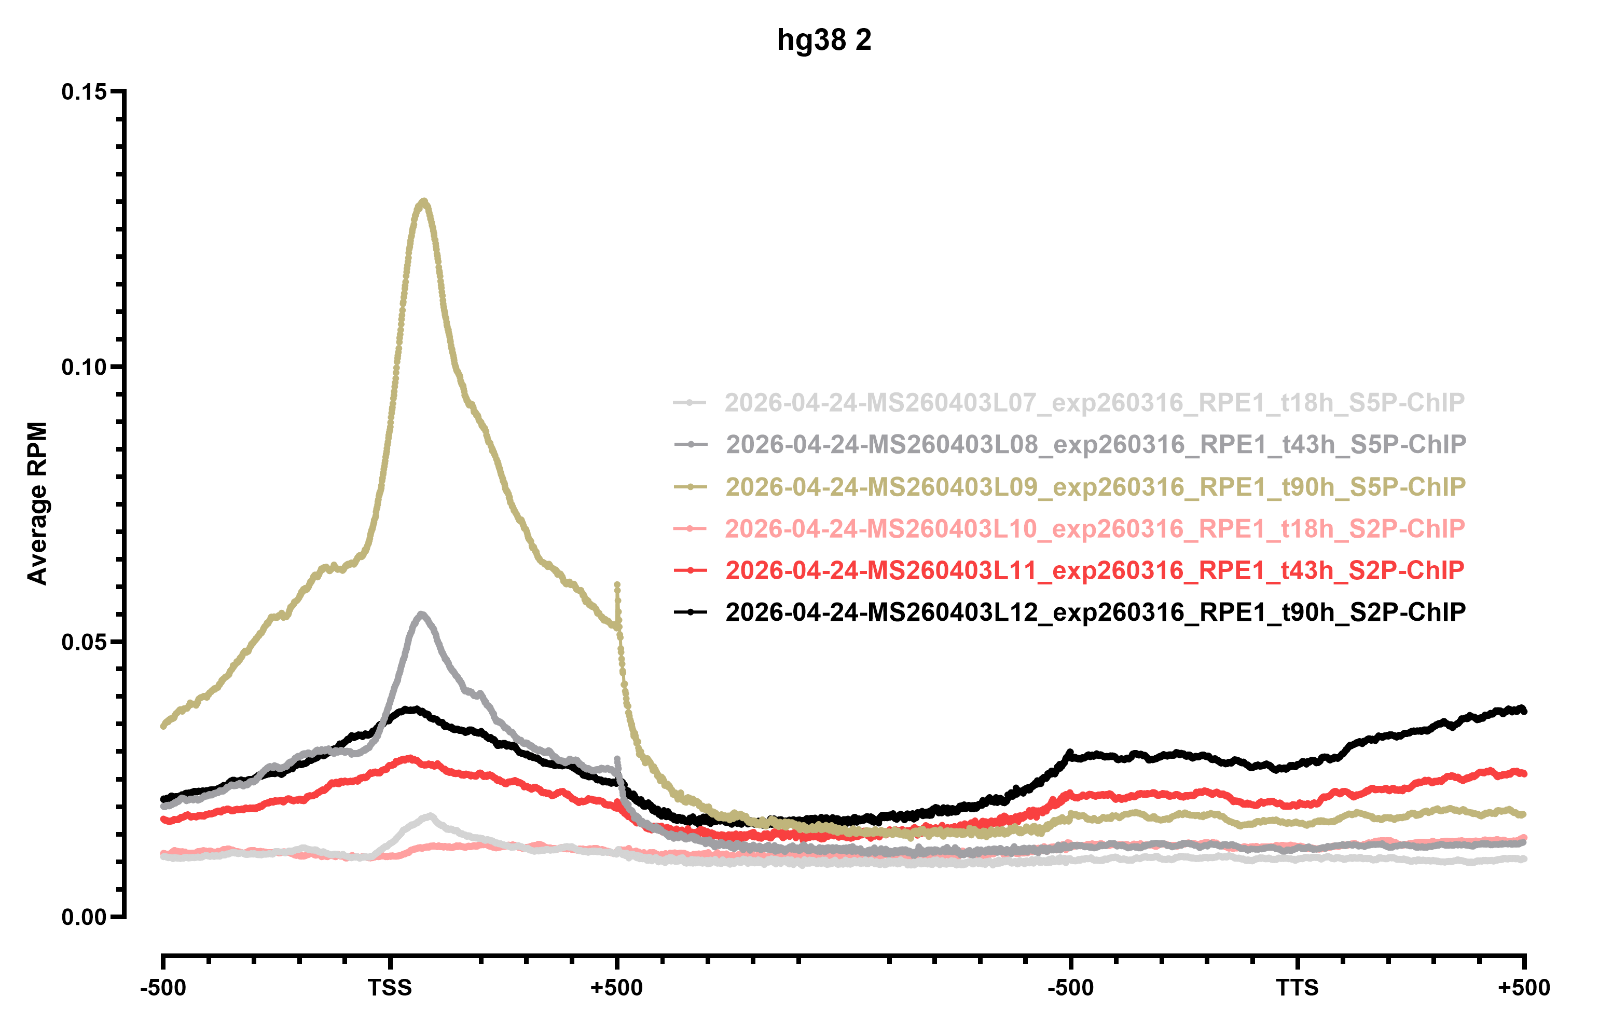 hg38 2
0.15
0.10
0.05
0.00
Average RPM
2026-04-24-MS260403L07_exp260316_RPE1_t18h_S5P-ChIP
2026-04-24-MS260403L08_exp260316_RPE1_t43h_S5P-ChIP
2026-04-24-MS260403L09_exp260316_RPE1_t90h_S5P-ChIP
2026-04-24-MS260403L10_exp260316_RPE1_t18h_S2P-ChIP
2026-04-24-MS260403L11_exp260316_RPE1_t43h_S2P-ChIP
2026-04-24-MS260403L12_exp260316_RPE1_t90h_S2P-ChIP
-500 TSS +500 -500 TTS +500